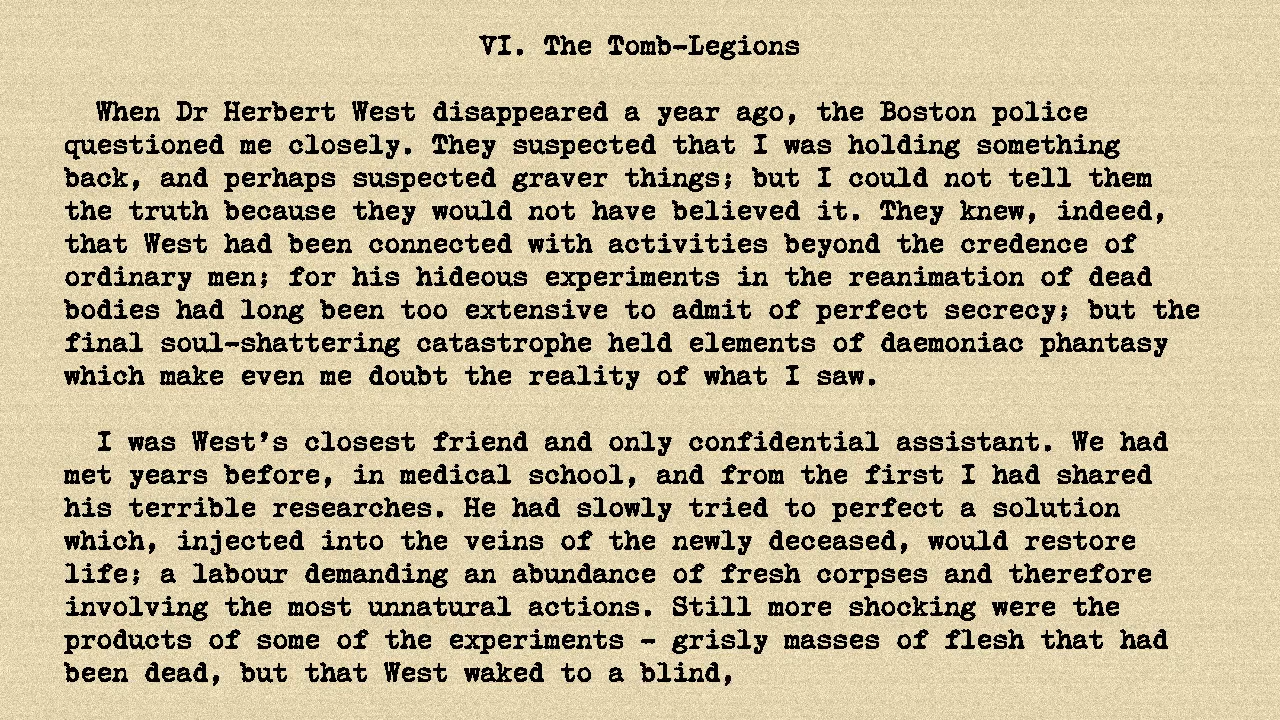 VI. The Tomb-Legions
When Dr Herbert West disappeared a year ago, the Boston police
questioned me closely. They suspected that I was holding something
back, and perhaps suspected graver things; but I could not tell them
the truth because they would not have believed it. They knew, indeed,
that West had been connected with activities beyond the credence of
ordinary men; for his hideous experiments in the reanimation of dead
bodies had long been too extensive to admit of perfect secrecy; but the
final soul-shattering catastrophe held elements of daemoniac phantasy
which make even me doubt the reality of what I saw.
I was West's closest friend and only confidential assistant. We had
met years before, in medical school, and from the first I had shared
his terrible researches. He had slowly tried to perfect a solution
which, injected into the veins of the newly deceased, would restore
life; a labour demanding an abundance of fresh corpses and therefore
involving the most unnatural actions. Still more shocking were the
products of some of the experiments - grisly masses of flesh that had
been dead, but that West waked to a blind,